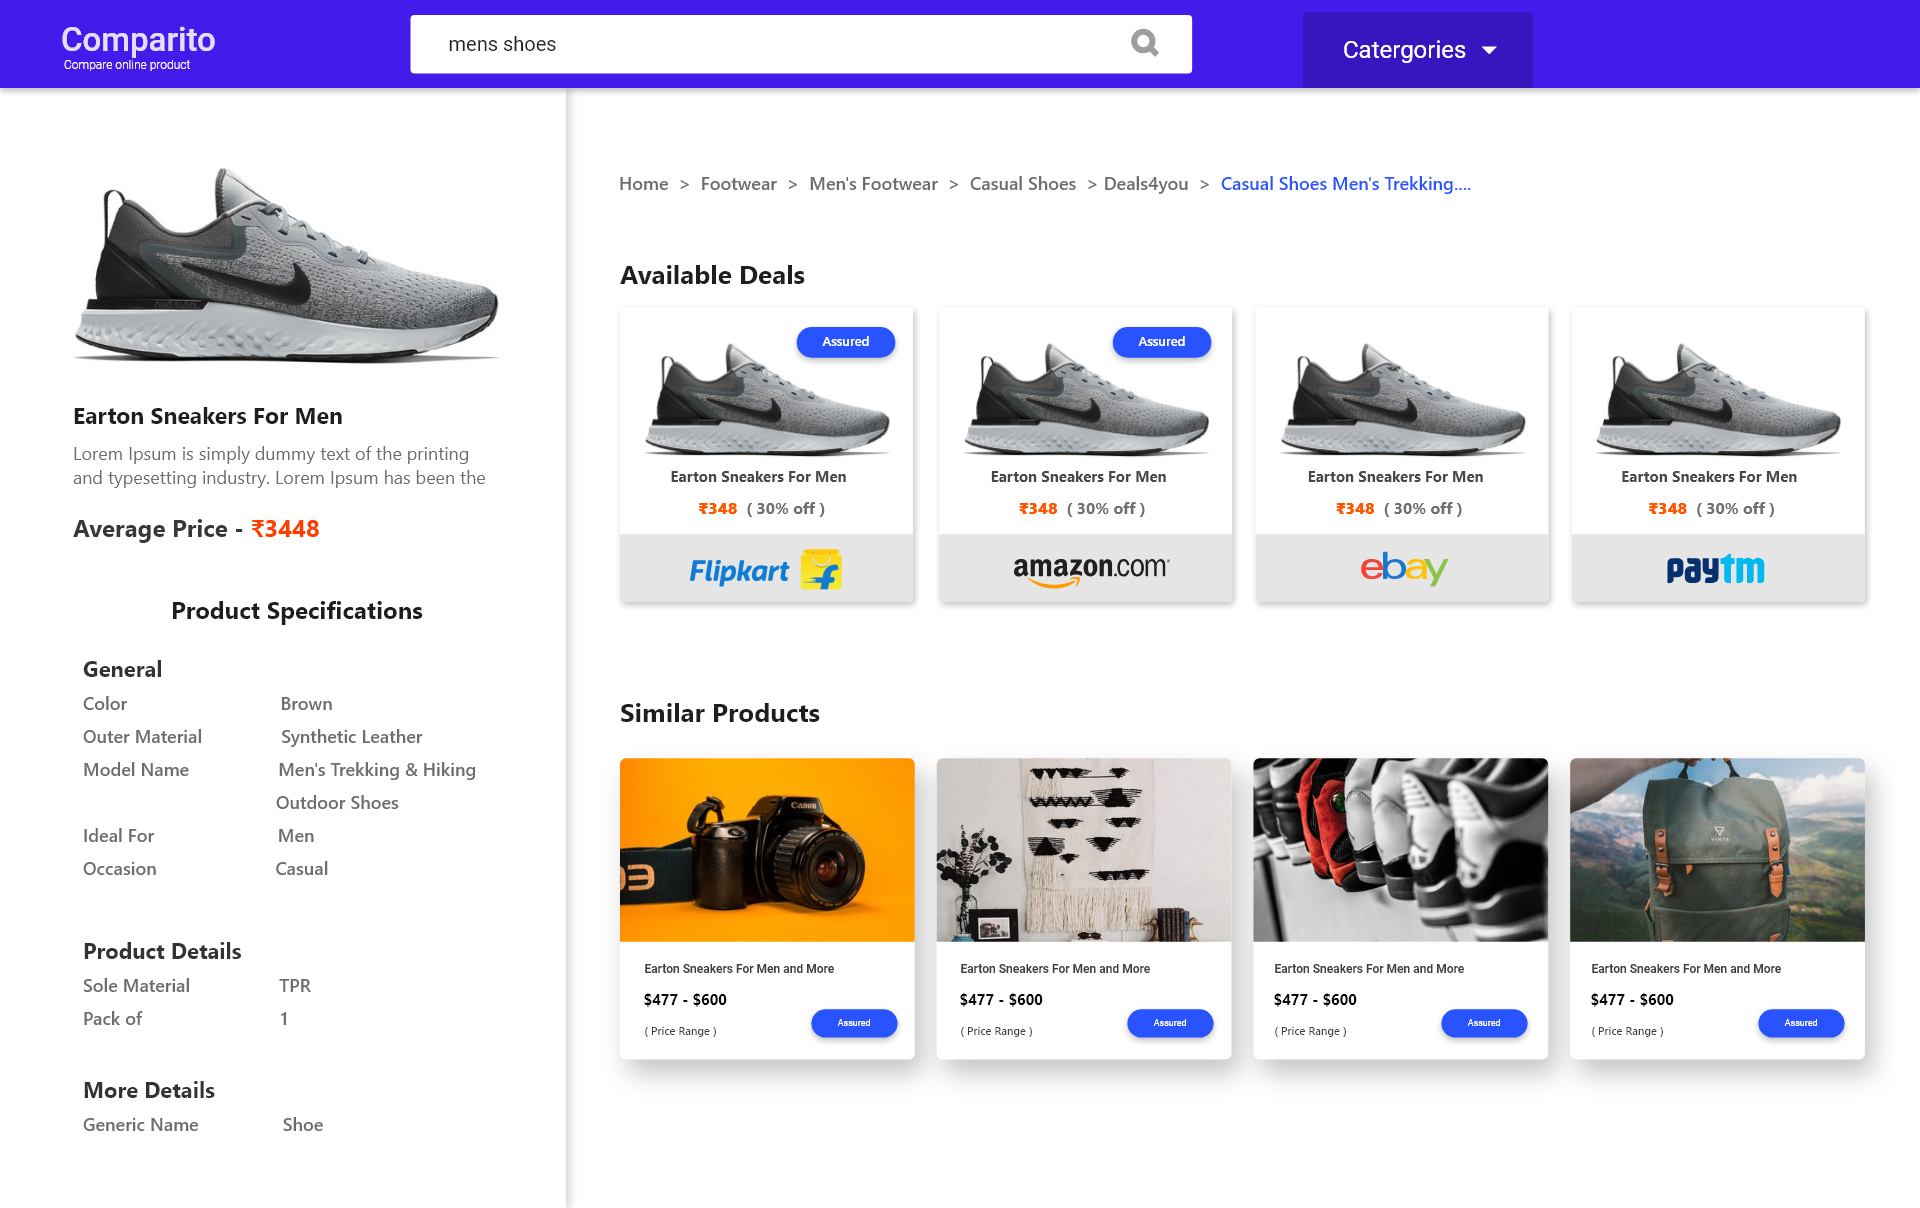 Comparito
Compare online product
mens shoes
Catergories
Home > Footwear > Men's Footwear > Casual Shoes > Deals4you > Casual Shoes Men's Trekking....
Earton Sneakers For Men
Lorem Ipsum is simply dummy text of the printing
and typesetting industry. Lorem Ipsum has been the
Average Price - ₹3448
Product Specifications
General
Color Brown
Outer Material Synthetic Leather
Model Name Men's Trekking & Hiking
Outdoor Shoes
Ideal For Men
Occasion Casual
Product Details
Sole Material TPR
Pack of 1
More Details
Generic Name Shoe
Available Deals
Assured
Earton Sneakers For Men
₹348 ( 30% off )
Flipkart
Assured
Earton Sneakers For Men
₹348 ( 30% off )
amazon.com
Earton Sneakers For Men
₹348 ( 30% off )
ebay
Earton Sneakers For Men
₹348 ( 30% off )
paytm
Similar Products
Canon
Earton Sneakers For Men and More
$477 - $600
( Price Range )
Assured
Earton Sneakers For Men and More
$477 - $600
( Price Range )
Assured
Earton Sneakers For Men and More
$477 - $600
( Price Range )
Assured
VINTA
Earton Sneakers For Men and More
$477 - $600
( Price Range )
Assured